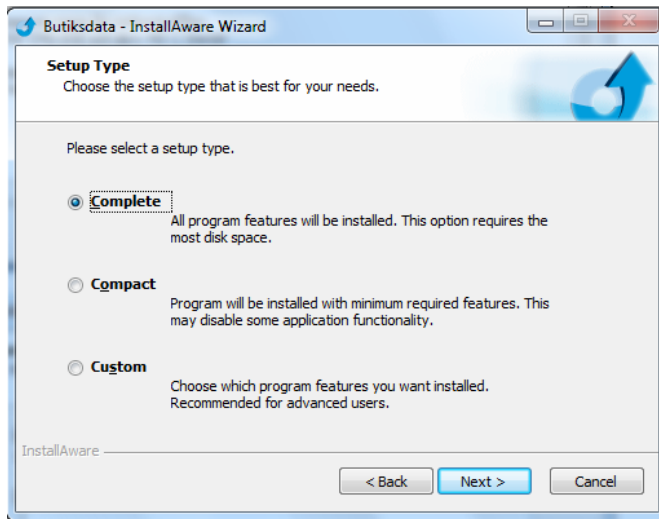 Butiksdata - InstallAware Wizard
Setup Type
Choose the setup type that is best for your needs.
Please select a setup type.
Complete
All program features will be installed. This option requires the
most disk space.
Compact
Program will be installed with minimum required features. This
may disable some application functionality.
Custom
Choose which program features you want installed.
Recommended for advanced users.
InstallAware
< Back
Next >
Cancel